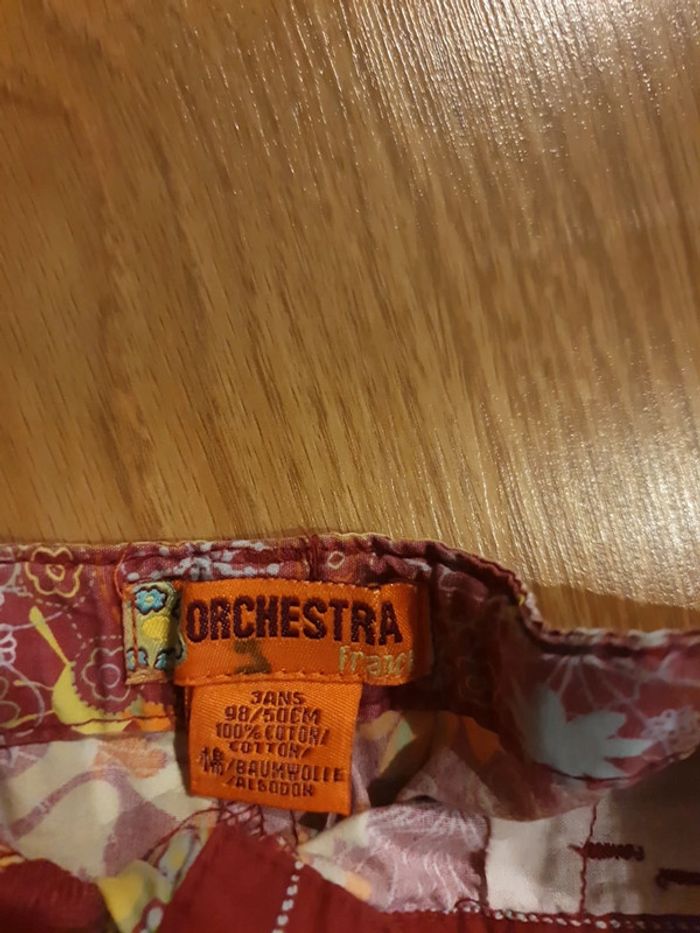 ORCHESTRA
3ANS
98/50CM
100% COTON/
COTTON/
棉/BAUMWOLLE
/ALGODON